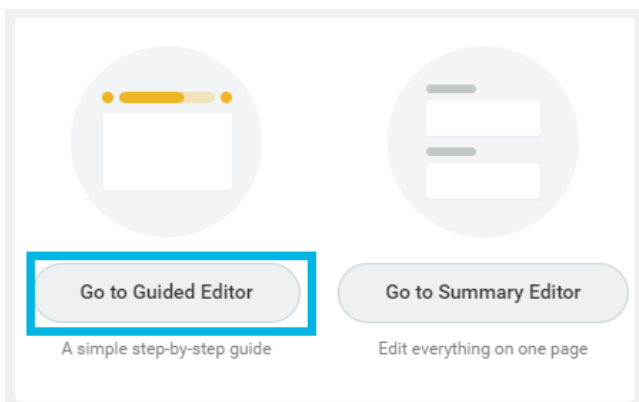 Go to Guided Editor
Go to Summary Editor
A simple step-by-step guide
Edit everything on one page